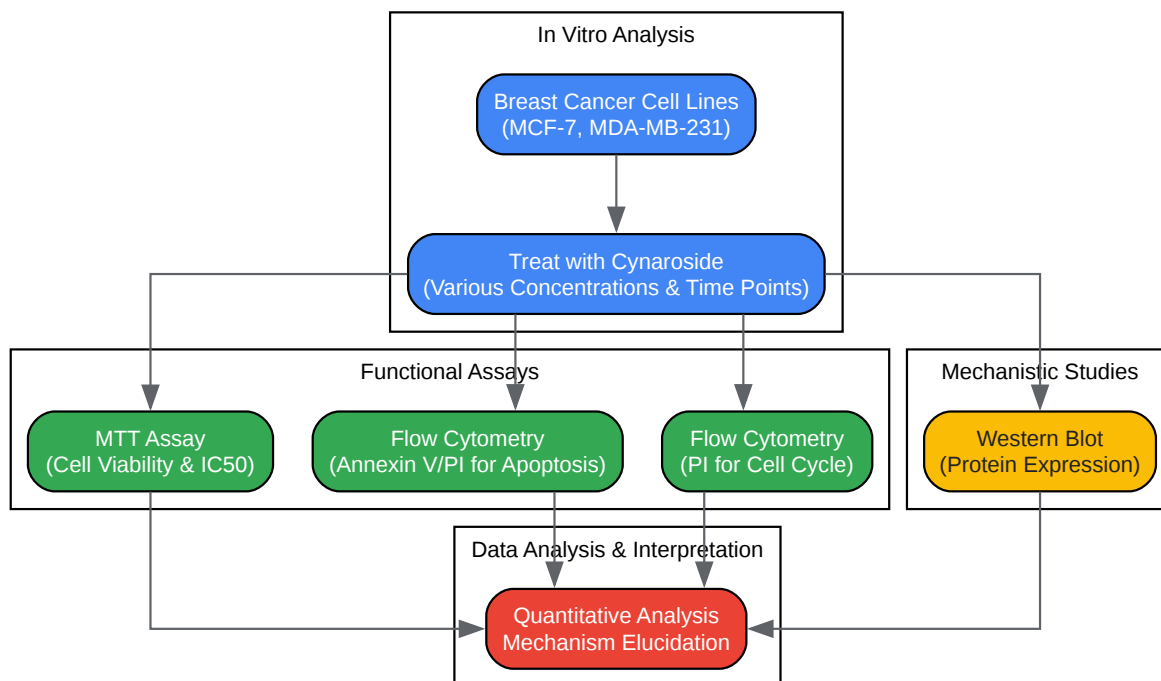 In Vitro Analysis
Breast Cancer Cell Lines
(MCF-7, MDA-MB-231)
Treat with Cynaroside
(Various Concentrations & Time Points)
Functional Assays
MTT Assay
(Cell Viability & IC50)
Flow Cytometry
(Annexin V/PI for Apoptosis)
Flow Cytometry
(PI for Cell Cycle)
Mechanistic Studies
Western Blot
(Protein Expression)
Data Analysis & Interpretation
Quantitative Analysis
Mechanism Elucidation